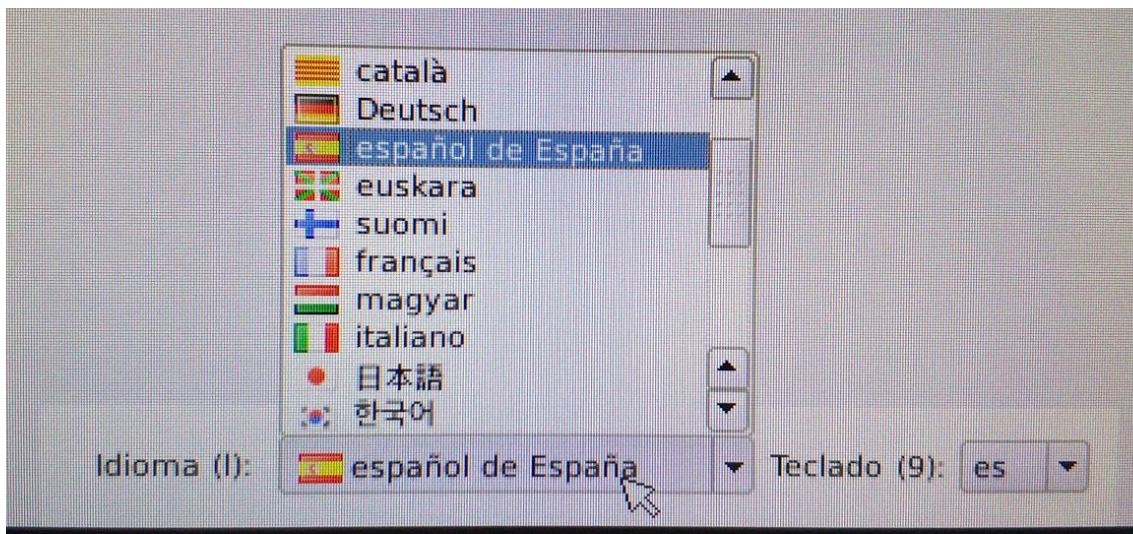 català
Deutsch
español de España
euskara
suomi
français
magyar
italiano
日本語
한국어
Idioma (I): español de España Teclado (9): es